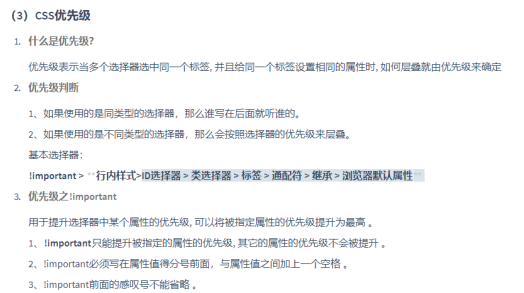 （3）CSS优先级
1. 什么是优先级?
优先级表示当多个选择器选中同一个标签, 并且给同一个标签设置相同的属性时, 如何层叠就由优先级来确定
2. 优先级判断
1、如果使用的是同类型的选择器，那么谁写在后面就听谁的。
2、如果使用的是不同类型的选择器，那么会按照选择器的优先级来层叠。
基本选择器：
!important > **行内样式>ID选择器 > 类选择器 > 标签 > 通配符 > 继承 > 浏览器默认属性**
3. 优先级之!important
用于提升选择器中某个属性的优先级, 可以将被指定属性的优先级提升为最高 。
1、 !important只能提升被指定的属性的优先级, 其它的属性的优先级不会被提升 。
2、!important必须写在属性值得分号前面，与属性值之间加上一个空格 。
3、!important前面的感叹号不能省略 。